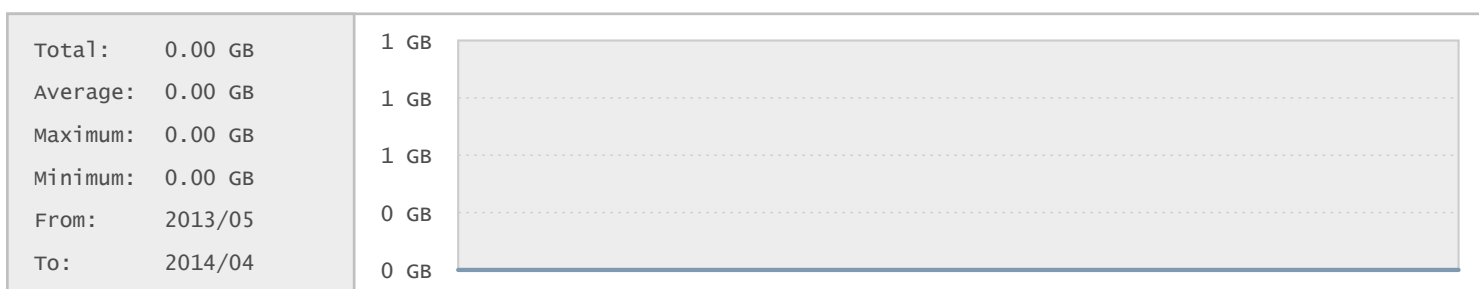 Total: 0.00 GB
Average: 0.00 GB
Maximum: 0.00 GB
Minimum: 0.00 GB
From: 2013/05
To: 2014/04
1 GB
1 GB
1 GB
0 GB
0 GB